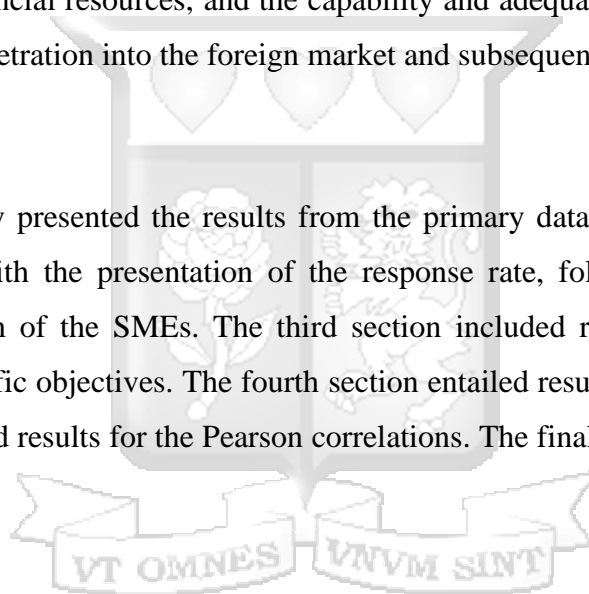 ncial resources, and the capability and adequa
etration into the foreign market and subsequen
y presented the results from the primary data
ith the presentation of the response rate, fol
n of the SMEs. The third section included r
fic objectives. The fourth section entailed resu
d results for the Pearson correlations. The final
VT OMNES VNVM SINT